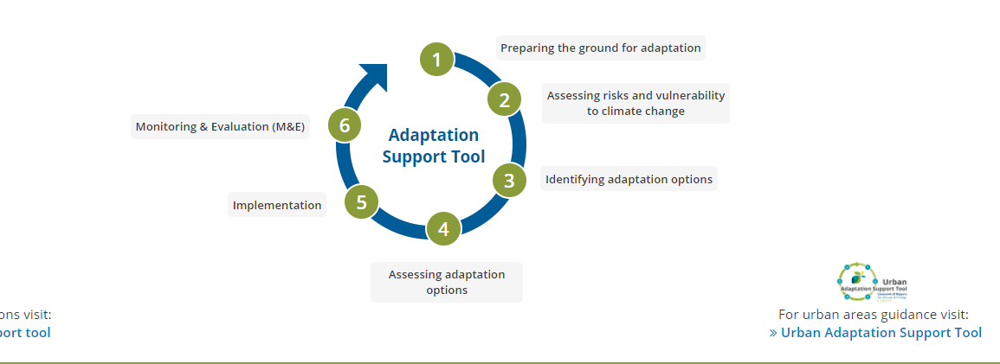 1
Preparing the ground for adaptation
2
Assessing risks and vulnerability
to climate change
3
Identifying adaptation options
4
Assessing adaptation
options
5
Implementation
6
Monitoring & Evaluation (M&E)
Adaptation
Support Tool
ons visit:
port tool
Urban
Adaptation Support Tool
For urban areas guidance visit:
» Urban Adaptation Support Tool